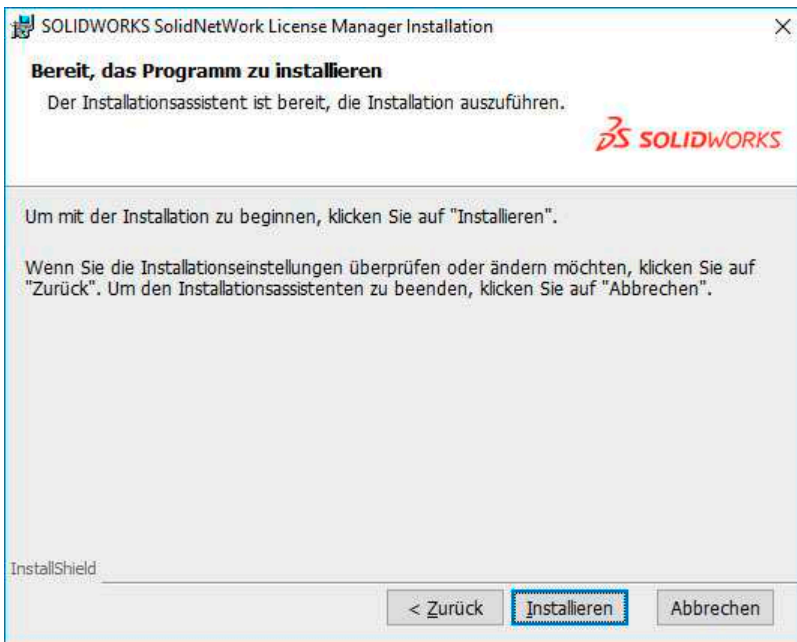 SOLIDWORKS SolidNetWork License Manager Installation
Bereit, das Programm zu installieren
Der Installationsassistent ist bereit, die Installation auszuführen.
SOLIDWORKS
Um mit der Installation zu beginnen, klicken Sie auf "Installieren".
Wenn Sie die Installationseinstellungen überprüfen oder ändern möchten, klicken Sie auf
"Zurück". Um den Installationsassistenten zu beenden, klicken Sie auf "Abbrechen".
InstallShield
< Zurück Installieren Abbrechen